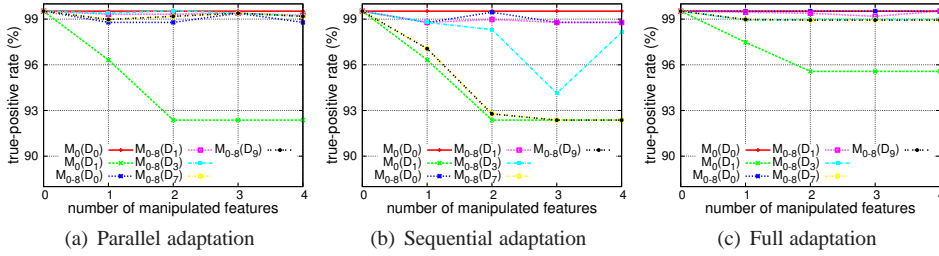 99
96
93
90
true-positive rate (%)
M0(D0)
M0(D1)
M0-8(D0)
M0-8(D1)
M0-8(D3)
M0-8(D7)
M0-8(D9)
0 1 2 3 4
number of manipulated features
(a) Parallel adaptation
99
96
93
90
true-positive rate (%)
M0(D0)
M0(D1)
M0-8(D0)
M0-8(D1)
M0-8(D3)
M0-8(D7)
M0-8(D9)
0 1 2 3 4
number of manipulated features
(b) Sequential adaptation
99
96
93
90
true-positive rate (%)
M0(D0)
M0(D1)
M0-8(D0)
M0-8(D1)
M0-8(D3)
M0-8(D7)
M0-8(D9)
0 1 2 3 4
number of manipulated features
(c) Full adaptation